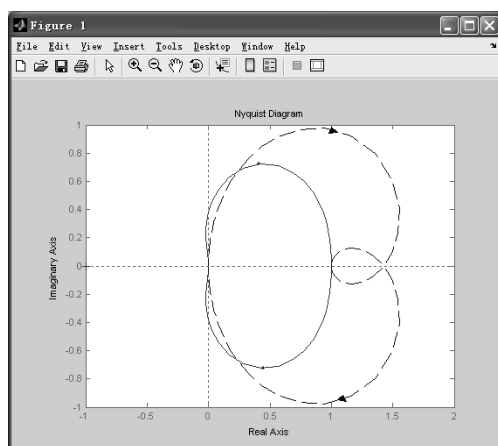 Figure 1
File Edit View Insert Tools Desktop Window Help
Nyquist Diagram
1
0.8
0.6
0.4
0.2
0
-0.2
-0.4
-0.6
-0.8
-1
Imaginary Axis
-1 -0.5 0 0.5 1 1.5 2
Real Axis